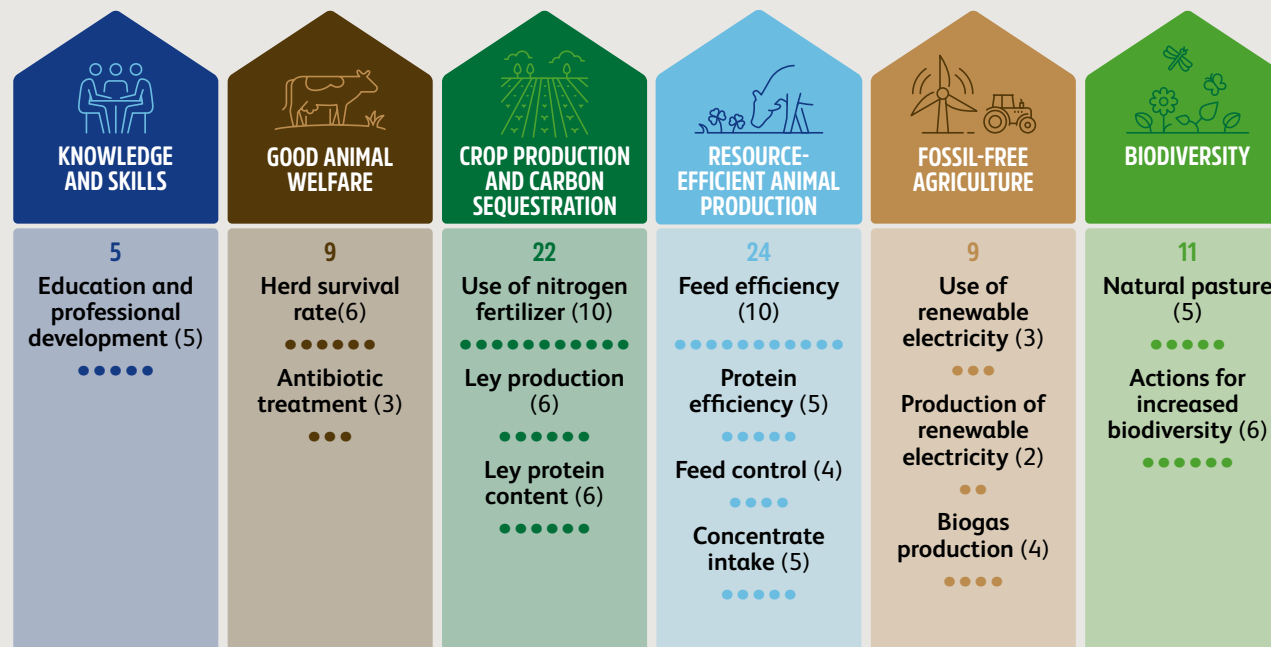 KNOWLEDGE
AND SKILLS
5
Education and
professional
development (5)
GOOD ANIMAL
WELFARE
9
Herd survival
rate(6)
Antibiotic
treatment (3)
CROP PRODUCTION
AND CARBON
SEQUESTRATION
22
Use of nitrogen
fertilizer (10)
Ley production
(6)
Ley protein
content (6)
RESOURCE-
EFFICIENT ANIMAL
PRODUCTION
24
Feed efficiency
(10)
Protein
efficiency (5)
Feed control (4)
Concentrate
intake (5)
FOSSIL-FREE
AGRICULTURE
9
Use of
renewable
electricity (3)
Production of
renewable
electricity (2)
Biogas
production (4)
BIODIVERSITY
11
Natural pasture
(5)
Actions for
increased
biodiversity (6)